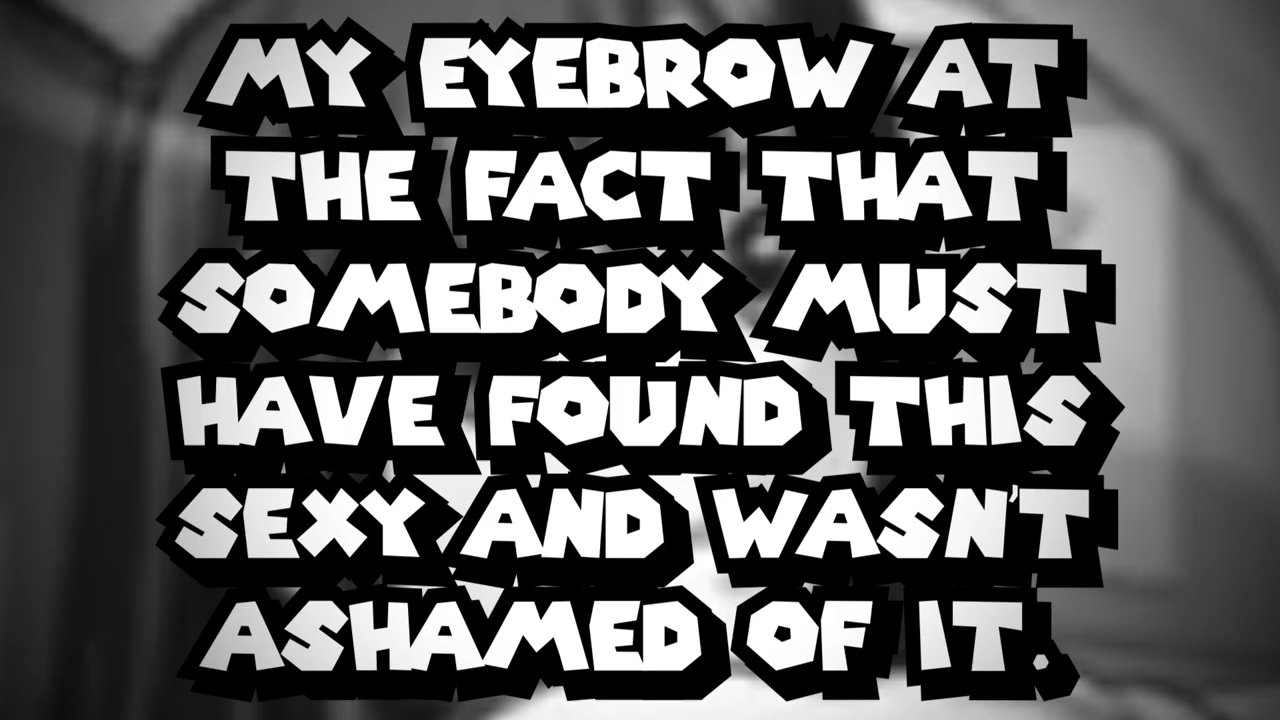 MY EYEBROW AT
THE FACT THAT
SOMEBODY MUST
HAVE FOUND THIS
SEXY AND WASN'T
ASHAMED OF IT.